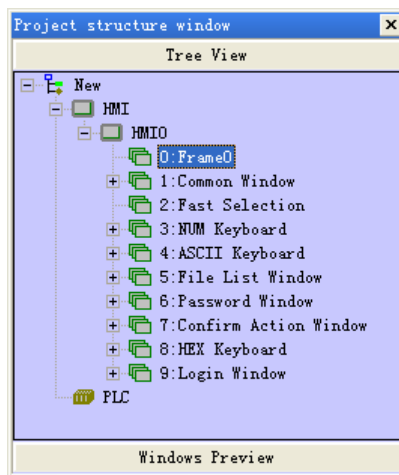 Project structure window
Tree View
New
HMI
HMI0
0:Frame0
1:Common Window
2:Fast Selection
3:NUM Keyboard
4:ASCII Keyboard
5:File List Window
6:Password Window
7:Confirm Action Window
8:HEX Keyboard
9:Login Window
PLC
Windows Preview